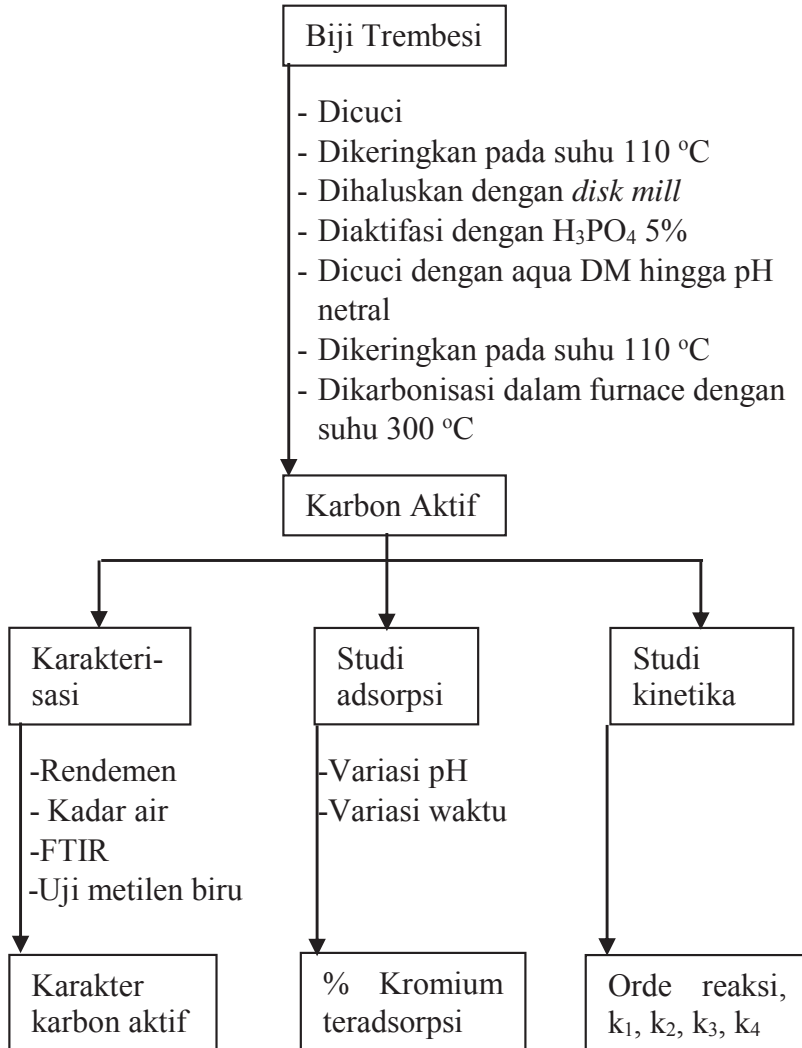 Biji Trembesi
- Dicuci
- Dikeringkan pada suhu 110 °C
- Dihaluskan dengan disk mill
- Diaktifasi dengan H₃PO₄ 5%
- Dicuci dengan aqua DM hingga pH
netral
- Dikeringkan pada suhu 110 °C
- Dikarbonisasi dalam furnace dengan
suhu 300 °C
Karbon Aktif
Karakteri-
sasi
Studi
adsorpsi
Studi
kinetika
-Rendemen
- Kadar air
-FTIR
-Uji metilen biru
-Variasi pH
-Variasi waktu
Karakter
karbon aktif
% Kromium
teradsorpsi
Orde reaksi,
k₁, k₂, k₃, k₄